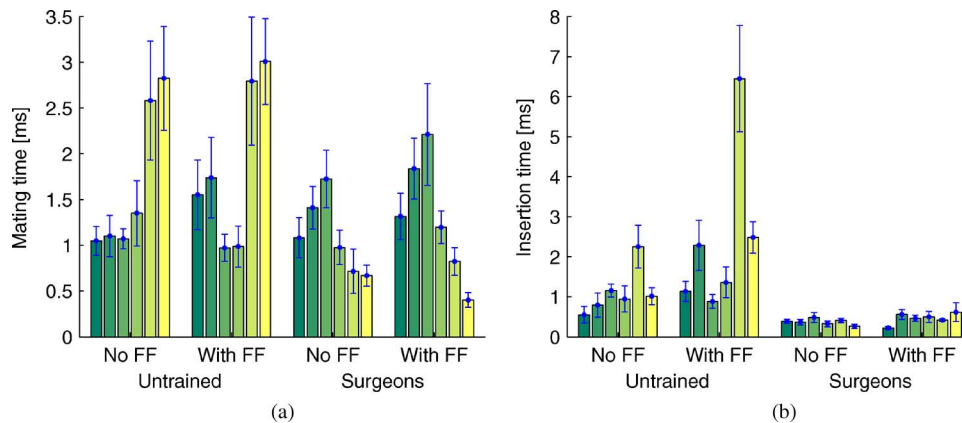 Mating time [ms]
3.5
3
2.5
2
1.5
1
0.5
0
No FF With FF No FF With FF
Untrained Surgeons
(a)
Insertion time [ms]
8
7
6
5
4
3
2
1
0
No FF With FF No FF With FF
Untrained Surgeons
(b)